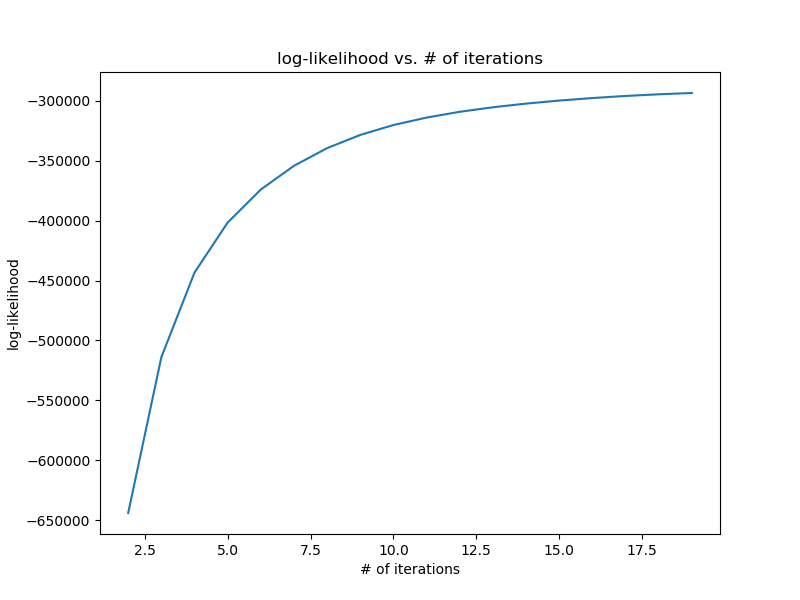 log-likelihood vs. # of iterations
−300000
−350000
−400000
−450000
−500000
−550000
−600000
−650000
log-likelihood
2.5 5.0 7.5 10.0 12.5 15.0 17.5
# of iterations